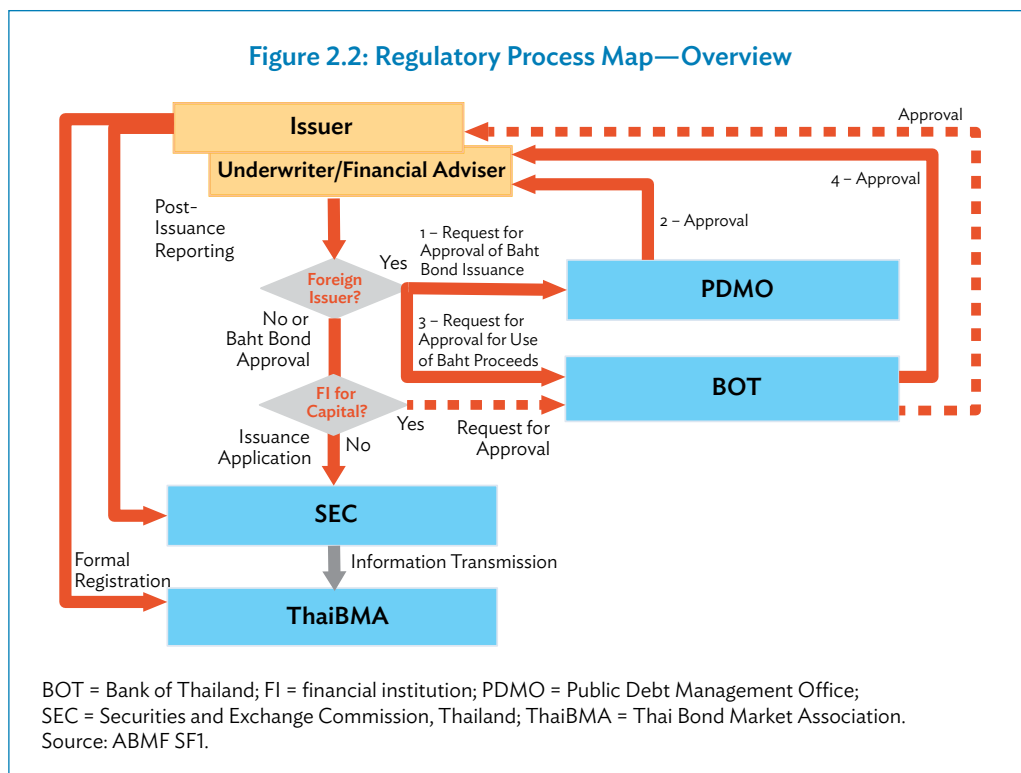 Figure 2.2: Regulatory Process Map—Overview
Approval
Issuer
Underwriter/Financial Adviser
4 – Approval
Post-
Issuance
Reporting
2 – Approval
1 – Request for
Approval of Baht
Bond Issuance
Yes
Foreign
Issuer?
PDMO
No or
Baht Bond
Approval
3 – Request for
Approval for Use
of Baht Proceeds
BOT
FI for
Capital?
Yes
Request for
Approval
Issuance
Application
No
SEC
Information Transmission
Formal
Registration
ThaiBMA
BOT = Bank of Thailand; FI = financial institution; PDMO = Public Debt Management Office;
SEC = Securities and Exchange Commission, Thailand; ThaiBMA = Thai Bond Market Association.
Source: ABMF SF1.